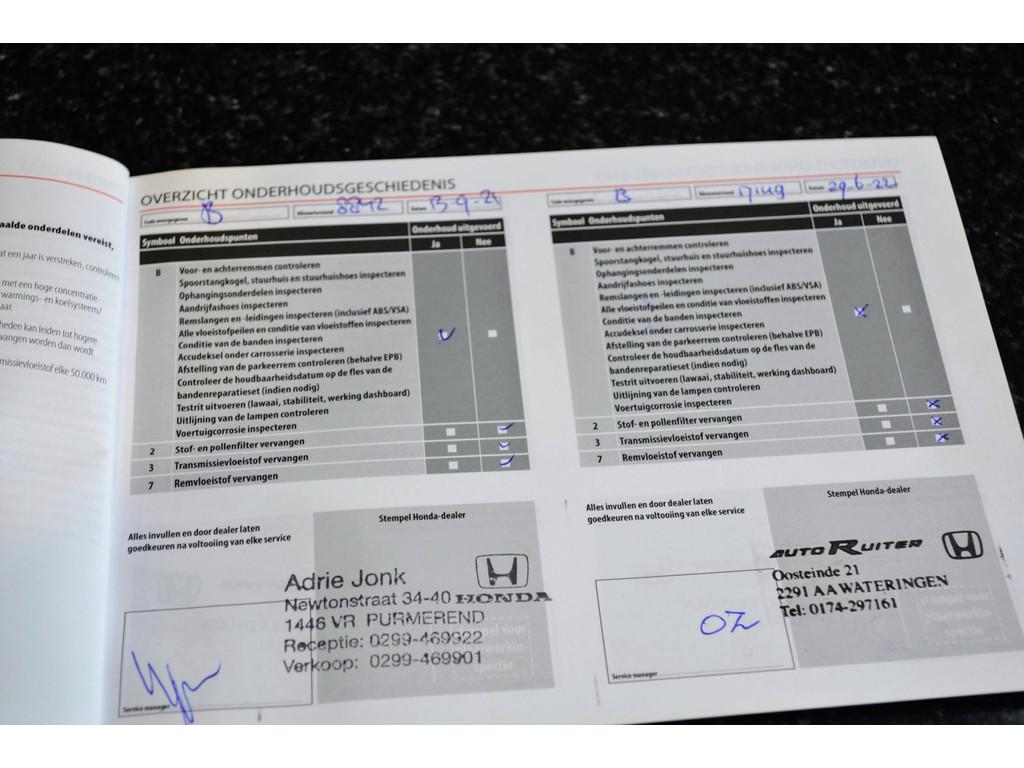 aalde onderdelen vereist,
at een jaar is verstreken, controleren
met een hoge concentratie
warmings- en koelsysteem/
aar.
heden kan leiden tot hogere
vangen worden dan wordt
missievloeistof elke 50.000 km
OVERZICHT ONDERHOUDSGESCHIEDENIS
Code weergegeven B Kilometerstand 8842 Datum 13-9-21
Symbool Onderhoudspunten Onderhoud uitgevoerd
Ja Nee
B Voor- en achterremmen controleren
Spoorstangkogel, stuurhuis en stuurhuishoes inspecteren
Ophangingsonderdelen inspecteren
Aandrijfashoes inspecteren
Remslangen en -leidingen inspecteren (inclusief ABS/VSA)
Alle vloeistofpeilen en conditie van vloeistoffen inspecteren
Conditie van de banden inspecteren
Accudeksel onder carrosserie inspecteren
Afstelling van de parkeerrem controleren (behalve EPB)
Controleer de houdbaarheidsdatum op de fles van de
bandenreparatieset (indien nodig)
Testrit uitvoeren (lawaai, stabiliteit, werking dashboard)
Uitlijning van de lampen controleren
Voertuigcorrosie inspecteren
2 Stof- en pollenfilter vervangen
3 Transmissievloeistof vervangen
7 Remvloeistof vervangen
Alles invullen en door dealer laten
goedkeuren na voltooiing van elke service
Stempel Honda-dealer
Adrie Jonk
Newtonstraat 34-40 HONDA
1446 VR PURMEREND
Receptie: 0299-469922
Verkoop: 0299-469901
Service manager
Code weergegeven B Kilometerstand Datum 29-6-22
Symbool Onderhoudspunten Onderhoud uitgevoerd
Ja Nee
B Voor- en achterremmen controleren
Spoorstangkogel, stuurhuis en stuurhuishoes inspecteren
Ophangingsonderdelen inspecteren
Aandrijfashoes inspecteren
Remslangen en -leidingen inspecteren (inclusief ABS/VSA)
Alle vloeistofpeilen en conditie van vloeistoffen inspecteren
Conditie van de banden inspecteren
Accudeksel onder carrosserie inspecteren
Afstelling van de parkeerrem controleren (behalve EPB)
Controleer de houdbaarheidsdatum op de fles van de
bandenreparatieset (indien nodig)
Testrit uitvoeren (lawaai, stabiliteit, werking dashboard)
Uitlijning van de lampen controleren
Voertuigcorrosie inspecteren
2 Stof- en pollenfilter vervangen
3 Transmissievloeistof vervangen
7 Remvloeistof vervangen
Alles invullen en door dealer laten
goedkeuren na voltooiing van elke service
Stempel Honda-dealer
AUTO RUITER
Oosteinde 21
2291 AA WATERINGEN
Tel: 0174-297161
OZ
Service manager